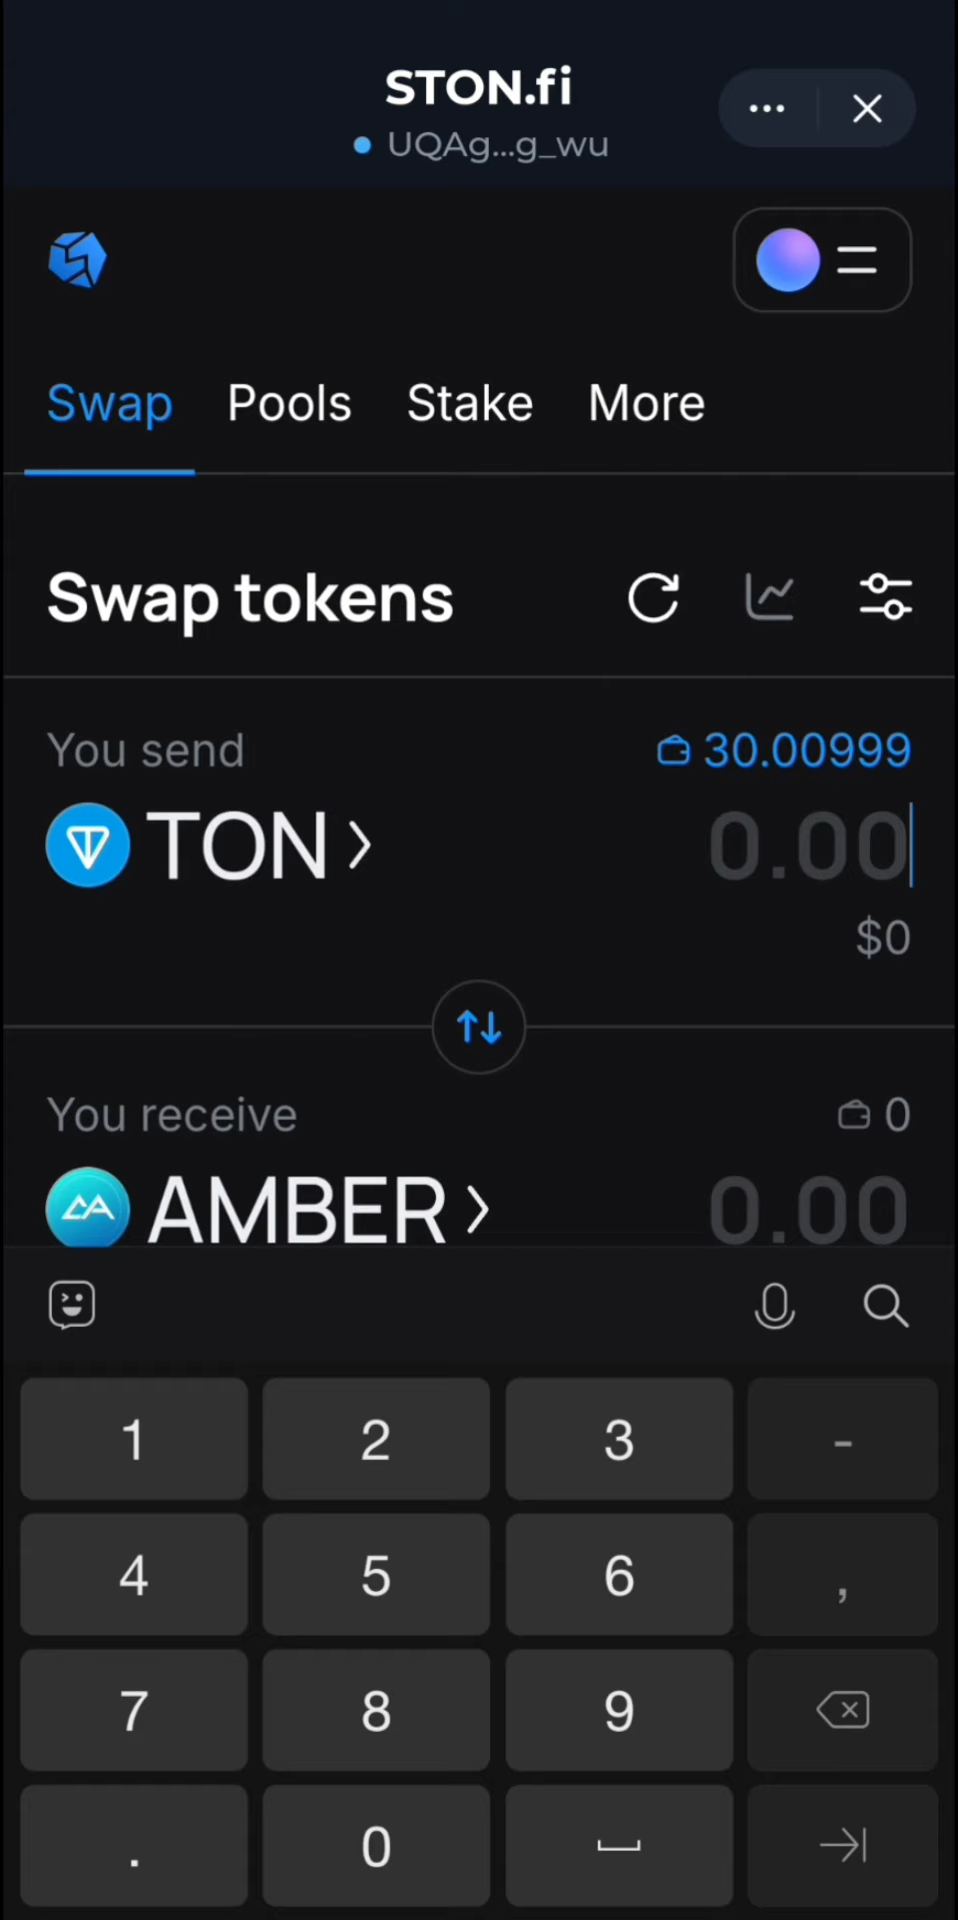 STON.fi
UQAg...g_wu
Swap Pools Stake More
Swap tokens
You send 30.00999
TON 0.00
$0
You receive 0
AMBER 0.00
1 2 3 -
4 5 6 ,
7 8 9
. 0